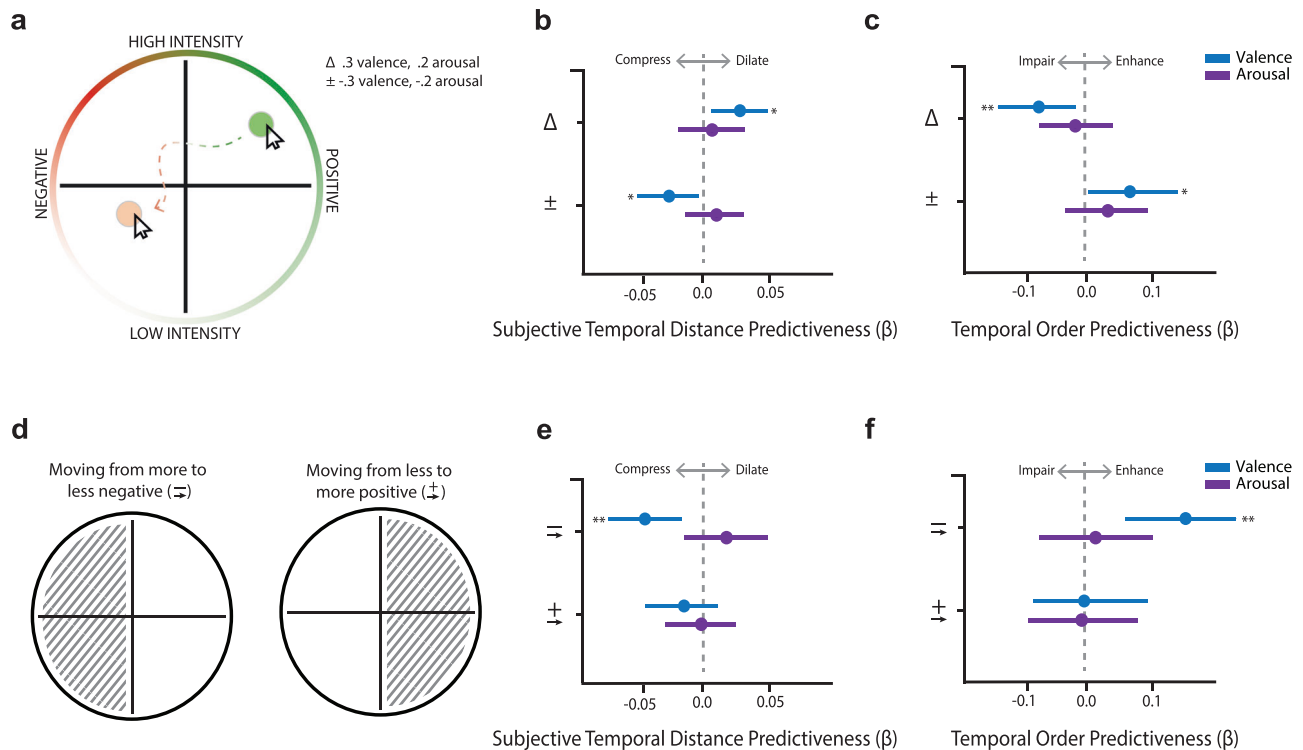 a
HIGH INTENSITY
NEGATIVE
POSITIVE
LOW INTENSITY
Δ .3 valence, .2 arousal
± -.3 valence, -.2 arousal
b
Compress
Dilate
Δ
*
±
*
-0.05
0.0
0.05
Subjective Temporal Distance Predictiveness (β)
c
Impair
Enhance
Valence
Arousal
Δ
**
±
*
-0.1
0.0
0.1
Temporal Order Predictiveness (β)
d
Moving from more to
less negative (−→)
Moving from less to
more positive (+→)
e
Compress
Dilate
−→
**
+→
-0.05
0.0
0.05
Subjective Temporal Distance Predictiveness (β)
f
Impair
Enhance
Valence
Arousal
−→
**
+→
-0.1
0.0
0.1
Temporal Order Predictiveness (β)